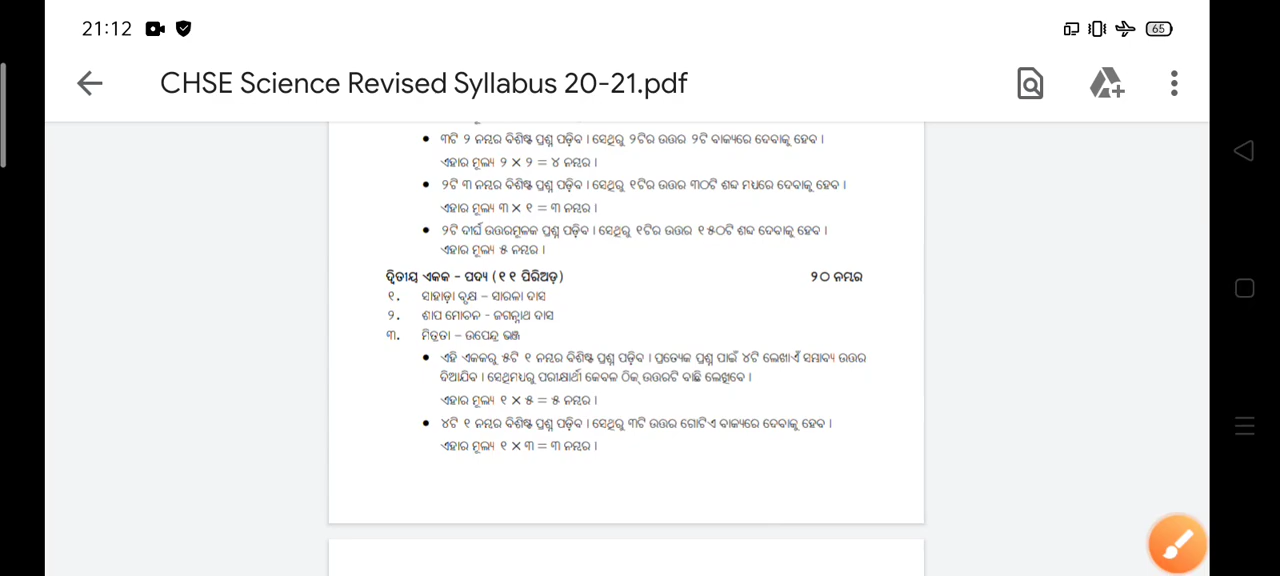 21:12
65
CHSE Science Revised Syllabus 20-21.pdf
• ୩ଟି ୨ ନମ୍ବର ବିଶିଷ୍ଟ ପ୍ରଶ୍ନ ପଡ଼ିବ । ସେଥିରୁ ୨ଟିର ଉତ୍ତର ୨ଟି ବାକ୍ୟରେ ଦେବାକୁ ହେବ ।
ଏହାର ମୂଲ୍ୟ ୨ × ୨ = ୪ ନମ୍ବର ।
• ୨ଟି ୩ ନମ୍ବର ବିଶିଷ୍ଟ ପ୍ରଶ୍ନ ପଡ଼ିବ । ସେଥିରୁ ୧ଟିର ଉତ୍ତର ୩୦ଟି ଶବ୍ଦ ମଧ୍ୟରେ ଦେବାକୁ ହେବ ।
ଏହାର ମୂଲ୍ୟ ୩ × ୧ = ୩ ନମ୍ବର ।
• ୨ଟି ଦୀର୍ଘ ଉତ୍ତରମୂଳକ ପ୍ରଶ୍ନ ପଡ଼ିବ । ସେଥିରୁ ୧ଟିର ଉତ୍ତର ୧୫୦ଟି ଶବ୍ଦ ଦେବାକୁ ହେବ ।
ଏହାର ମୂଲ୍ୟ ୫ ନମ୍ବର ।
ଦ୍ଵିତୀୟ ଏକକ – ପଦ୍ୟ (୧୧ ପିରିଅଡ଼) ୨୦ ନମ୍ବର
୧. ସାହାଡ଼ା ବୃକ୍ଷ – ସାରଳା ଦାସ
୨. ଶାପ ମୋଚନ - ଜଗନ୍ନାଥ ଦାସ
୩. ମିତ୍ରତା – ଉପେନ୍ଦ୍ର ଭଞ୍ଜ
• ଏହି ଏକକରୁ ୫ଟି ୧ ନମ୍ବର ବିଶିଷ୍ଟ ପ୍ରଶ୍ନ ପଡ଼ିବ । ପ୍ରତ୍ୟେକ ପ୍ରଶ୍ନ ପାଇଁ ୪ଟି ଲେଖାଏଁ ସମ୍ଭାବ୍ୟ ଉତ୍ତର
ଦିଆଯିବ । ସେଥିମଧ୍ୟରୁ ପରୀକ୍ଷାର୍ଥୀ କେବଳ ଠିକ୍ ଉତ୍ତରଟି ବାଛି ଲେଖିବେ ।
ଏହାର ମୂଲ୍ୟ ୧ × ୫ = ୫ ନମ୍ବର ।
• ୪ଟି ୧ ନମ୍ବର ବିଶିଷ୍ଟ ପ୍ରଶ୍ନ ପଡ଼ିବ । ସେଥିରୁ ୩ଟି ଉତ୍ତର ଗୋଟିଏ ବାକ୍ୟରେ ଦେବାକୁ ହେବ ।
ଏହାର ମୂଲ୍ୟ ୧ × ୩ = ୩ ନମ୍ବର ।